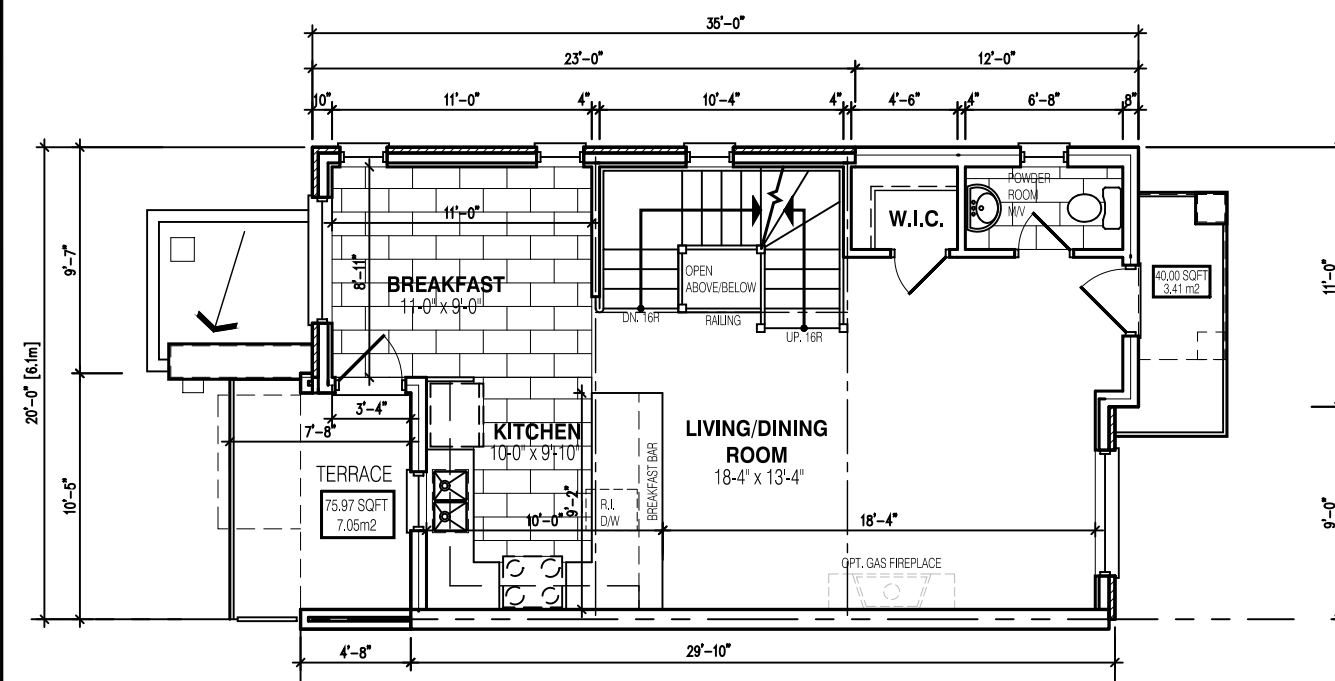 35'-0"
23'-0"
12'-0"
10"
11'-0"
4"
10'-4"
4"
4'-6"
4"
6'-8"
8"
20'-0" [6.1m]
9'-7"
10'-5"
11'-0"
8'-11"
BREAKFAST
11-0" x 9'-0"
OPEN
ABOVE/BELOW
DN. 16R
RAILING
UP. 16R
W.I.C.
POWDER
ROOM
M/V
40.00 SQFT
3.41 m2
11'-0"
9'-0"
3'-4"
7'-8"
TERRACE
75.97 SQFT
7.05m2
KITCHEN
10-0" x 9'-10"
10'-0"
9'-2"
R.I.
D/W
BREAKFAST BAR
LIVING/DINING
ROOM
18-4" x 13'-4"
18'-4"
OPT. GAS FIREPLACE
4'-8"
29'-10"